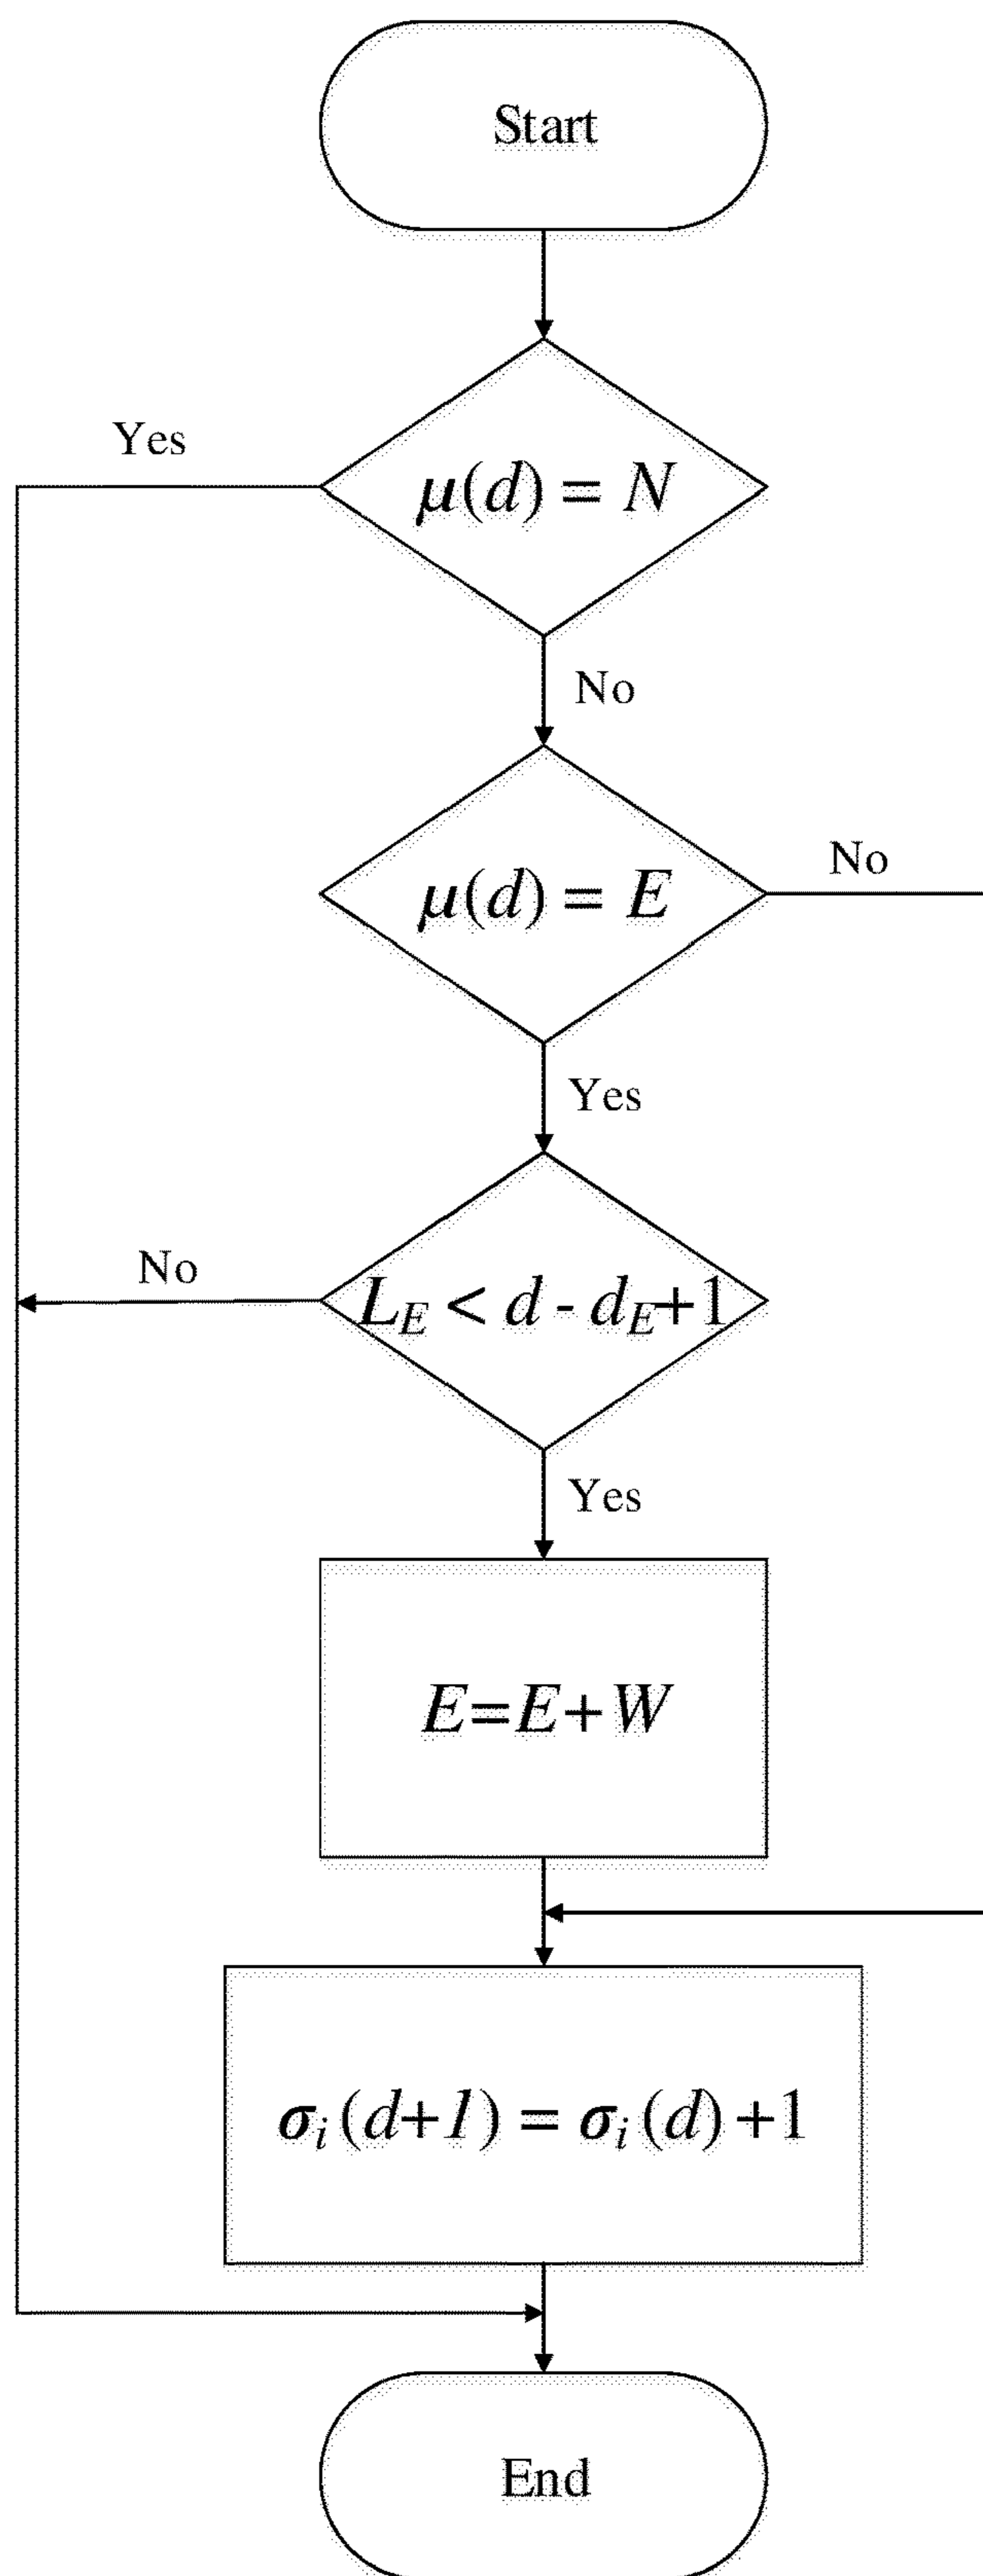 Start
Yes
μ(d) = N
No
μ(d) = E
No
Yes
No
L_E < d - d_E+1
Yes
E=E+W
σ_i(d+1) = σ_i(d)+1
End